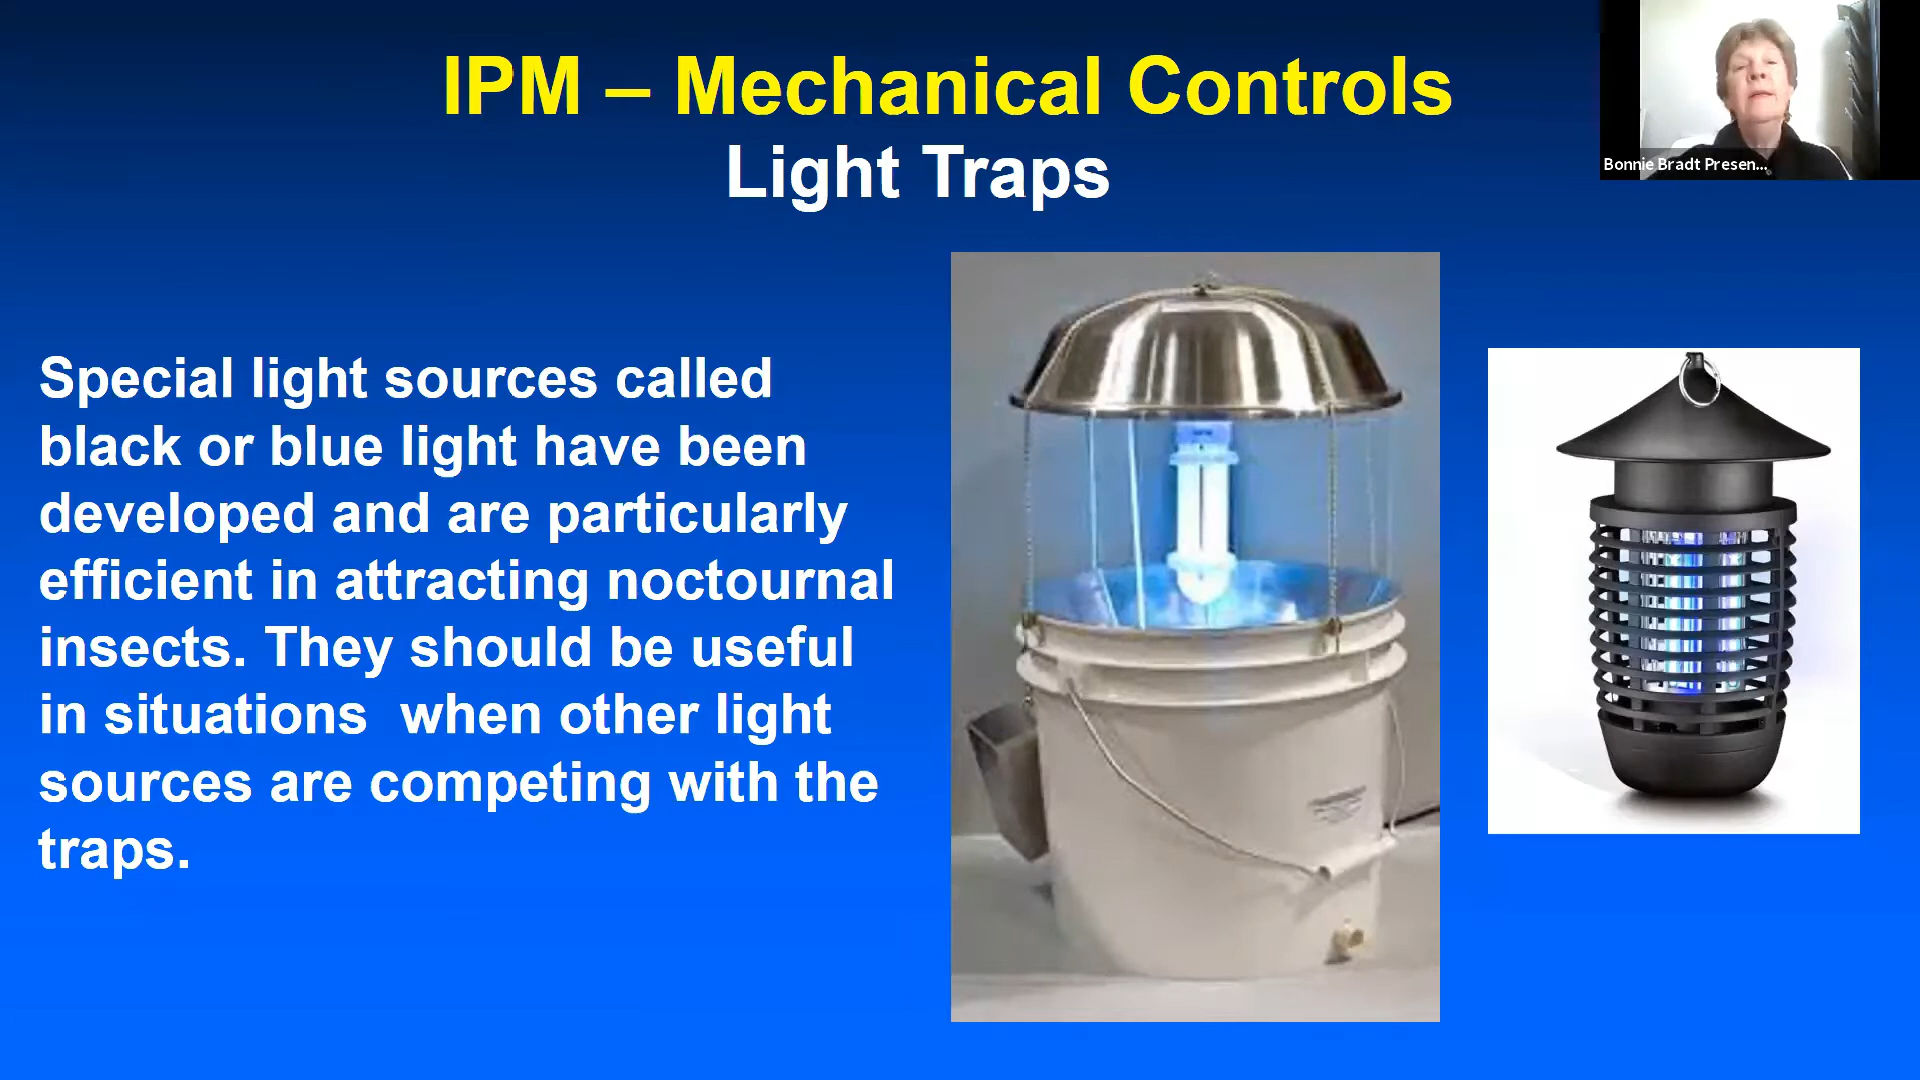 IPM – Mechanical Controls
Light Traps
Bonnie Bradt Presen...
Special light sources called
black or blue light have been
developed and are particularly
efficient in attracting noctournal
insects. They should be useful
in situations  when other light
sources are competing with the
traps.